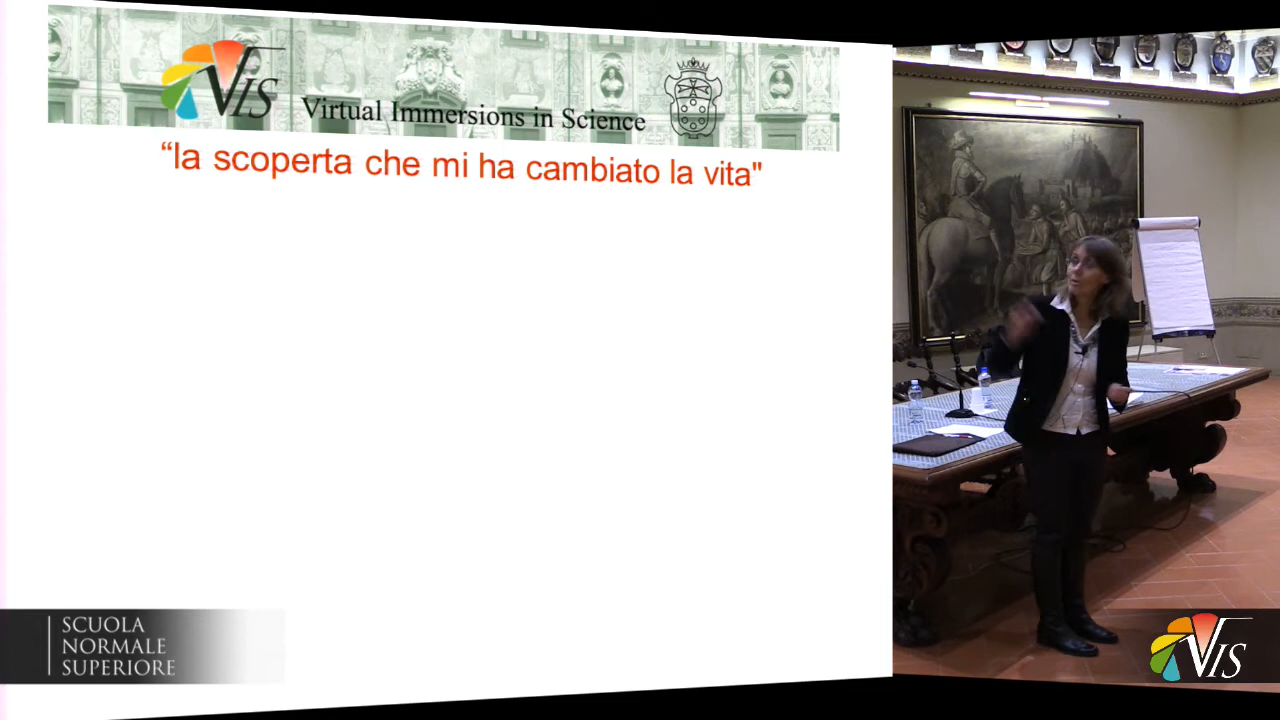 VIS Virtual Immersions in Science
“la scoperta che mi ha cambiato la vita"
SCUOLA
NORMALE
SUPERIORE
VIS